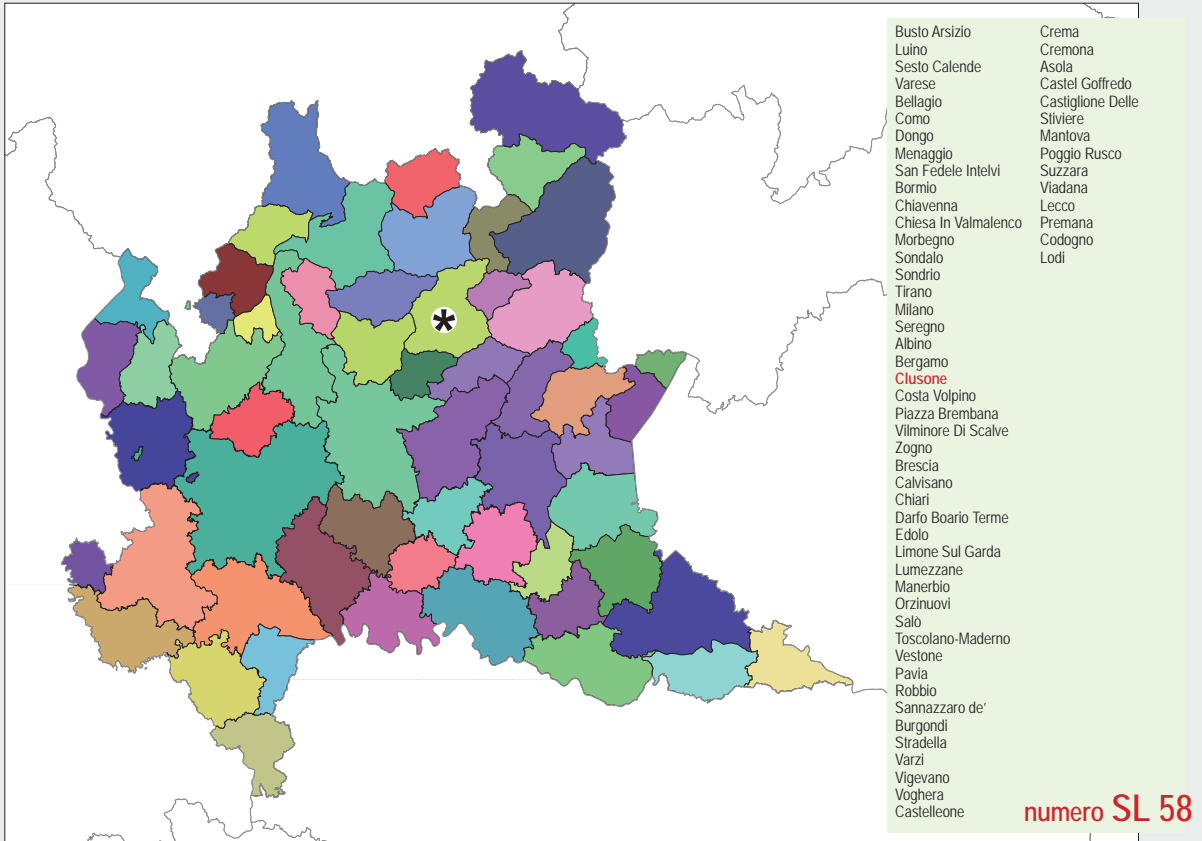 Busto Arsizio
Luino
Sesto Calende
Varese
Bellagio
Como
Dongo
Menaggio
San Fedele Intelvi
Bormio
Chiavenna
Chiesa In Valmalenco
Morbegno
Sondalo
Sondrio
Tirano
Milano
Seregno
Albino
Bergamo
Clusone
Costa Volpino
Piazza Brembana
Vilminore Di Scalve
Zogno
Brescia
Calvisano
Chiari
Darfo Boario Terme
Edolo
Limone Sul Garda
Lumezzane
Manerbio
Orzinuovi
Salò
Toscolano-Maderno
Vestone
Pavia
Robbio
Sannazzaro de'
Burgondi
Stradella
Varzi
Vigevano
Voghera
Castelleone
Crema
Cremona
Asola
Castel Goffredo
Castiglione Delle
Stiviere
Mantova
Poggio Rusco
Suzzara
Viadana
Lecco
Premana
Codogno
Lodi
*
numero SL 58